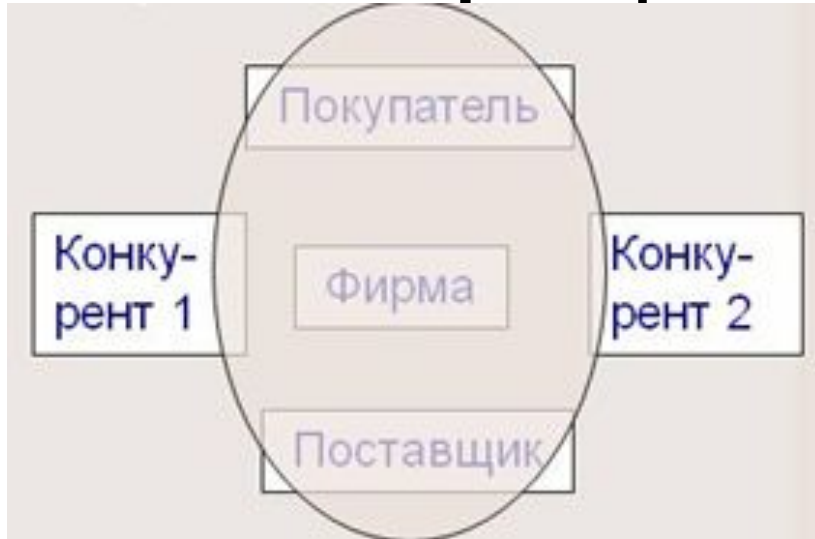 Покупатель
Конку-
рент 1
Фирма
Конку-
рент 2
Поставщик